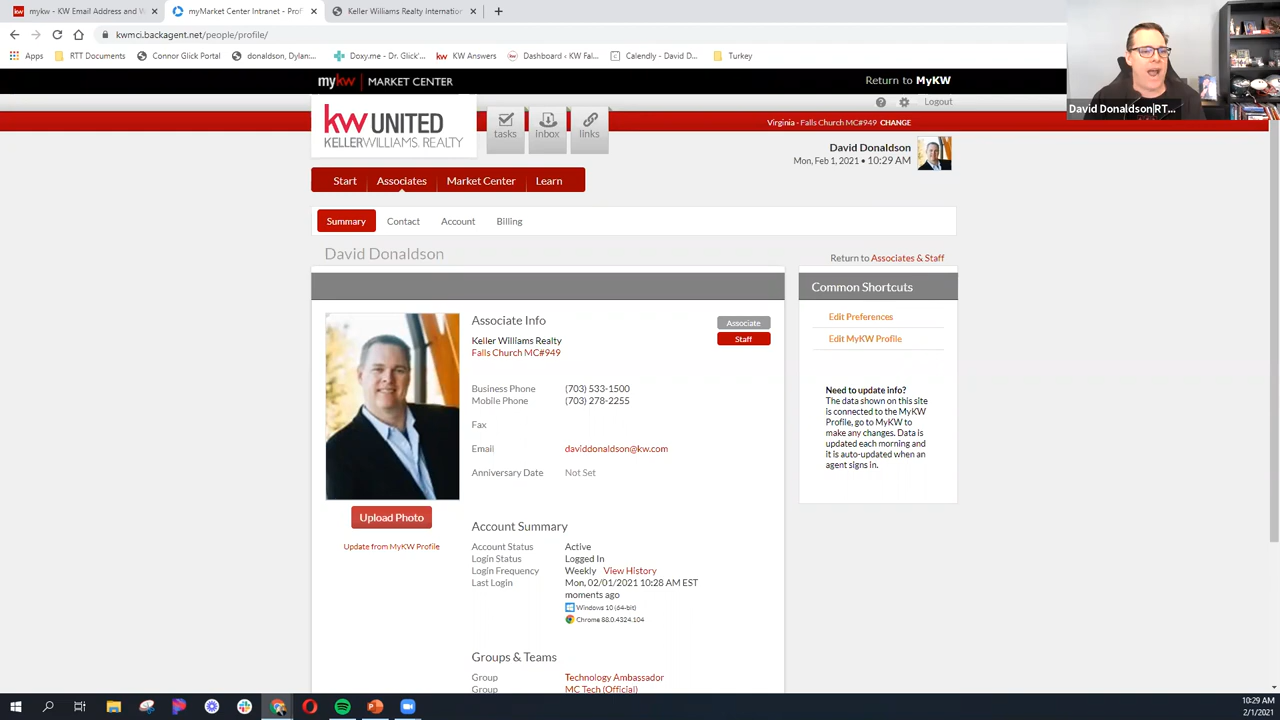 mykw - KW Email Address and W
myMarket Center Intranet - Prof
Keller Williams Realty Internation
kwmci.backagent.net/people/profile/
Apps
RTT Documents
Connor Glick Portal
donaldson, Dylan:...
Doxy.me - Dr. Glick'...
KW Answers
Dashboard ‹ KW Fal...
Calendly - David D...
Turkey
David Donaldson|RT...
mykw | MARKET CENTER
Return to MyKW
Logout
kw UNITED
KELLERWILLIAMS. REALTY
tasks
inbox
links
Virginia - Falls Church MC#949 CHANGE
David Donaldson
Mon, Feb 1, 2021 • 10:29 AM
Start
Associates
Market Center
Learn
Summary
Contact
Account
Billing
David Donaldson
Return to Associates & Staff
Common Shortcuts
Edit Preferences
Edit MyKW Profile
Need to update info?
The data shown on this site
is connected to the MyKW
Profile, go to MyKW to
make any changes. Data is
updated each morning and
it is auto-updated when an
agent signs in.
Upload Photo
Update from MyKW Profile
Associate Info
Associate
Staff
Keller Williams Realty
Falls Church MC#949
Business Phone (703) 533-1500
Mobile Phone (703) 278-2255
Fax
Email daviddonaldson@kw.com
Anniversary Date Not Set
Account Summary
Account Status Active
Login Status Logged In
Login Frequency Weekly View History
Last Login Mon, 02/01/2021 10:28 AM EST
moments ago
Windows 10 (64-bit)
Chrome 88.0.4324.104
Groups & Teams
Group Technology Ambassador
Group MC Tech (Official)
10:29 AM
2/1/2021